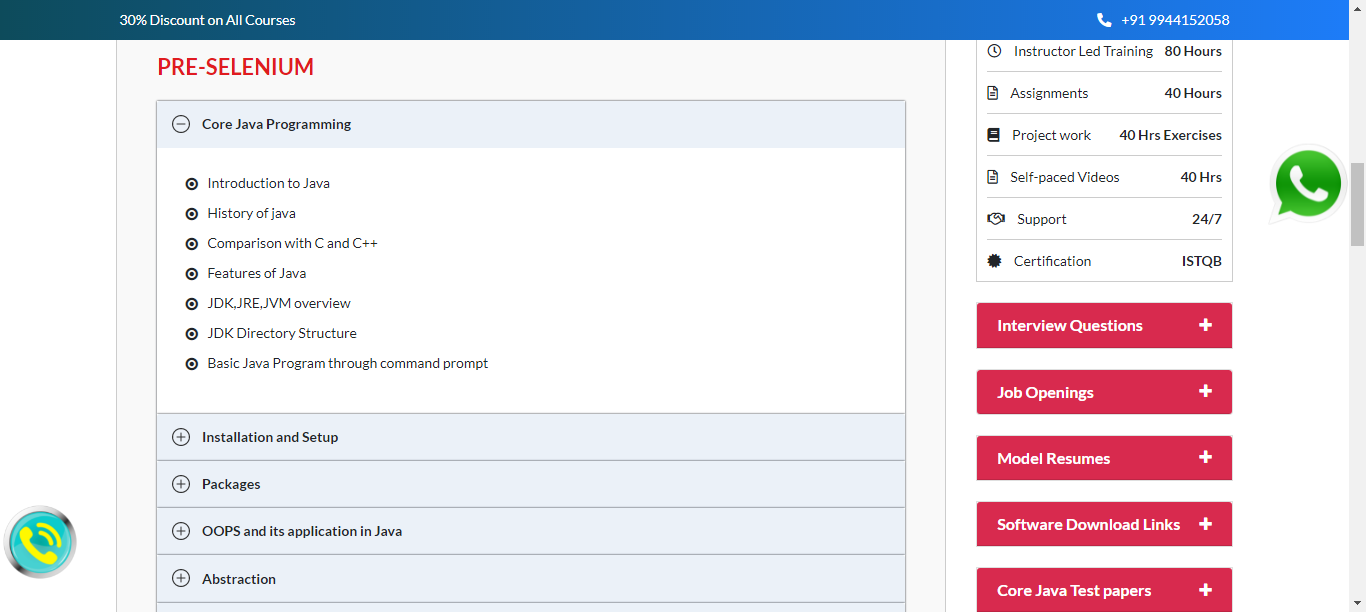 30% Discount on All Courses
+91 9944152058
PRE-SELENIUM
Core Java Programming
Introduction to Java
History of java
Comparison with C and C++
Features of Java
JDK,JRE,JVM overview
JDK Directory Structure
Basic Java Program through command prompt
Installation and Setup
Packages
OOPS and its application in Java
Abstraction
Instructor Led Training 80 Hours
Assignments 40 Hours
Project work 40 Hrs Exercises
Self-paced Videos 40 Hrs
Support 24/7
Certification ISTQB
Interview Questions
Job Openings
Model Resumes
Software Download Links
Core Java Test papers